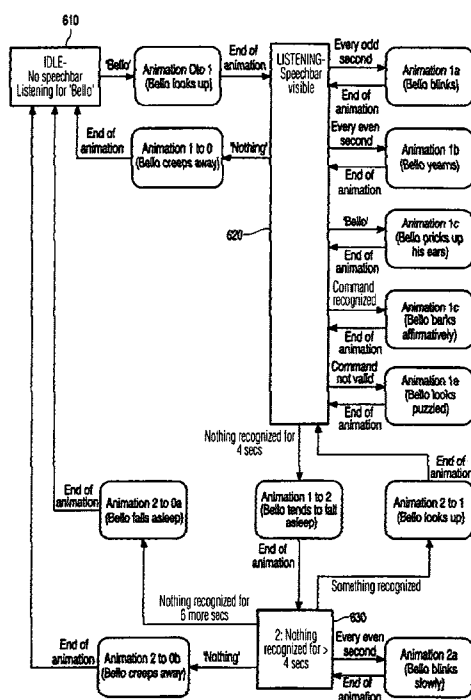 610
IDLE-
No speechbar
Listening for 'Bello'
'Bello'
Animation Oto 1
(Bello looks up)
End of
animation
LISTENING-
Speechbar
visible
Every odd
second
Animation 1a
(Bello blinks)
End of
animation
End of
animation
Animation 1 to 0
(Bello creeps away)
'Nothing'
Every even
second
Animation 1b
(Bello yearns)
End of
animation
620
'Bello'
Animation 1c
(Bello pricks up
his ears)
End of
animation
Command
recognized
Animation 1c
(Bello barks
affirmatively)
End of
animation
Command
not valid
Animation 1e
(Bello looks
puzzled)
End of
animation
Nothing recognized for
4 secs
End of
animation
End of
animation
Animation 2 to 0a
(Bello falls asleep)
Animation 1 to 2
(Bello tends to fall
asleep)
Animation 2 to 1
(Bello looks up)
End of
animation
Nothing recognized for
6 more secs
Something recognized
630
2: Nothing
recognized for >
4 secs
End of
animation
Animation 2 to 0b
(Bello creeps away)
'Nothing'
Every even
second
Animation 2a
(Bello blinks
slowly)
End of
animation